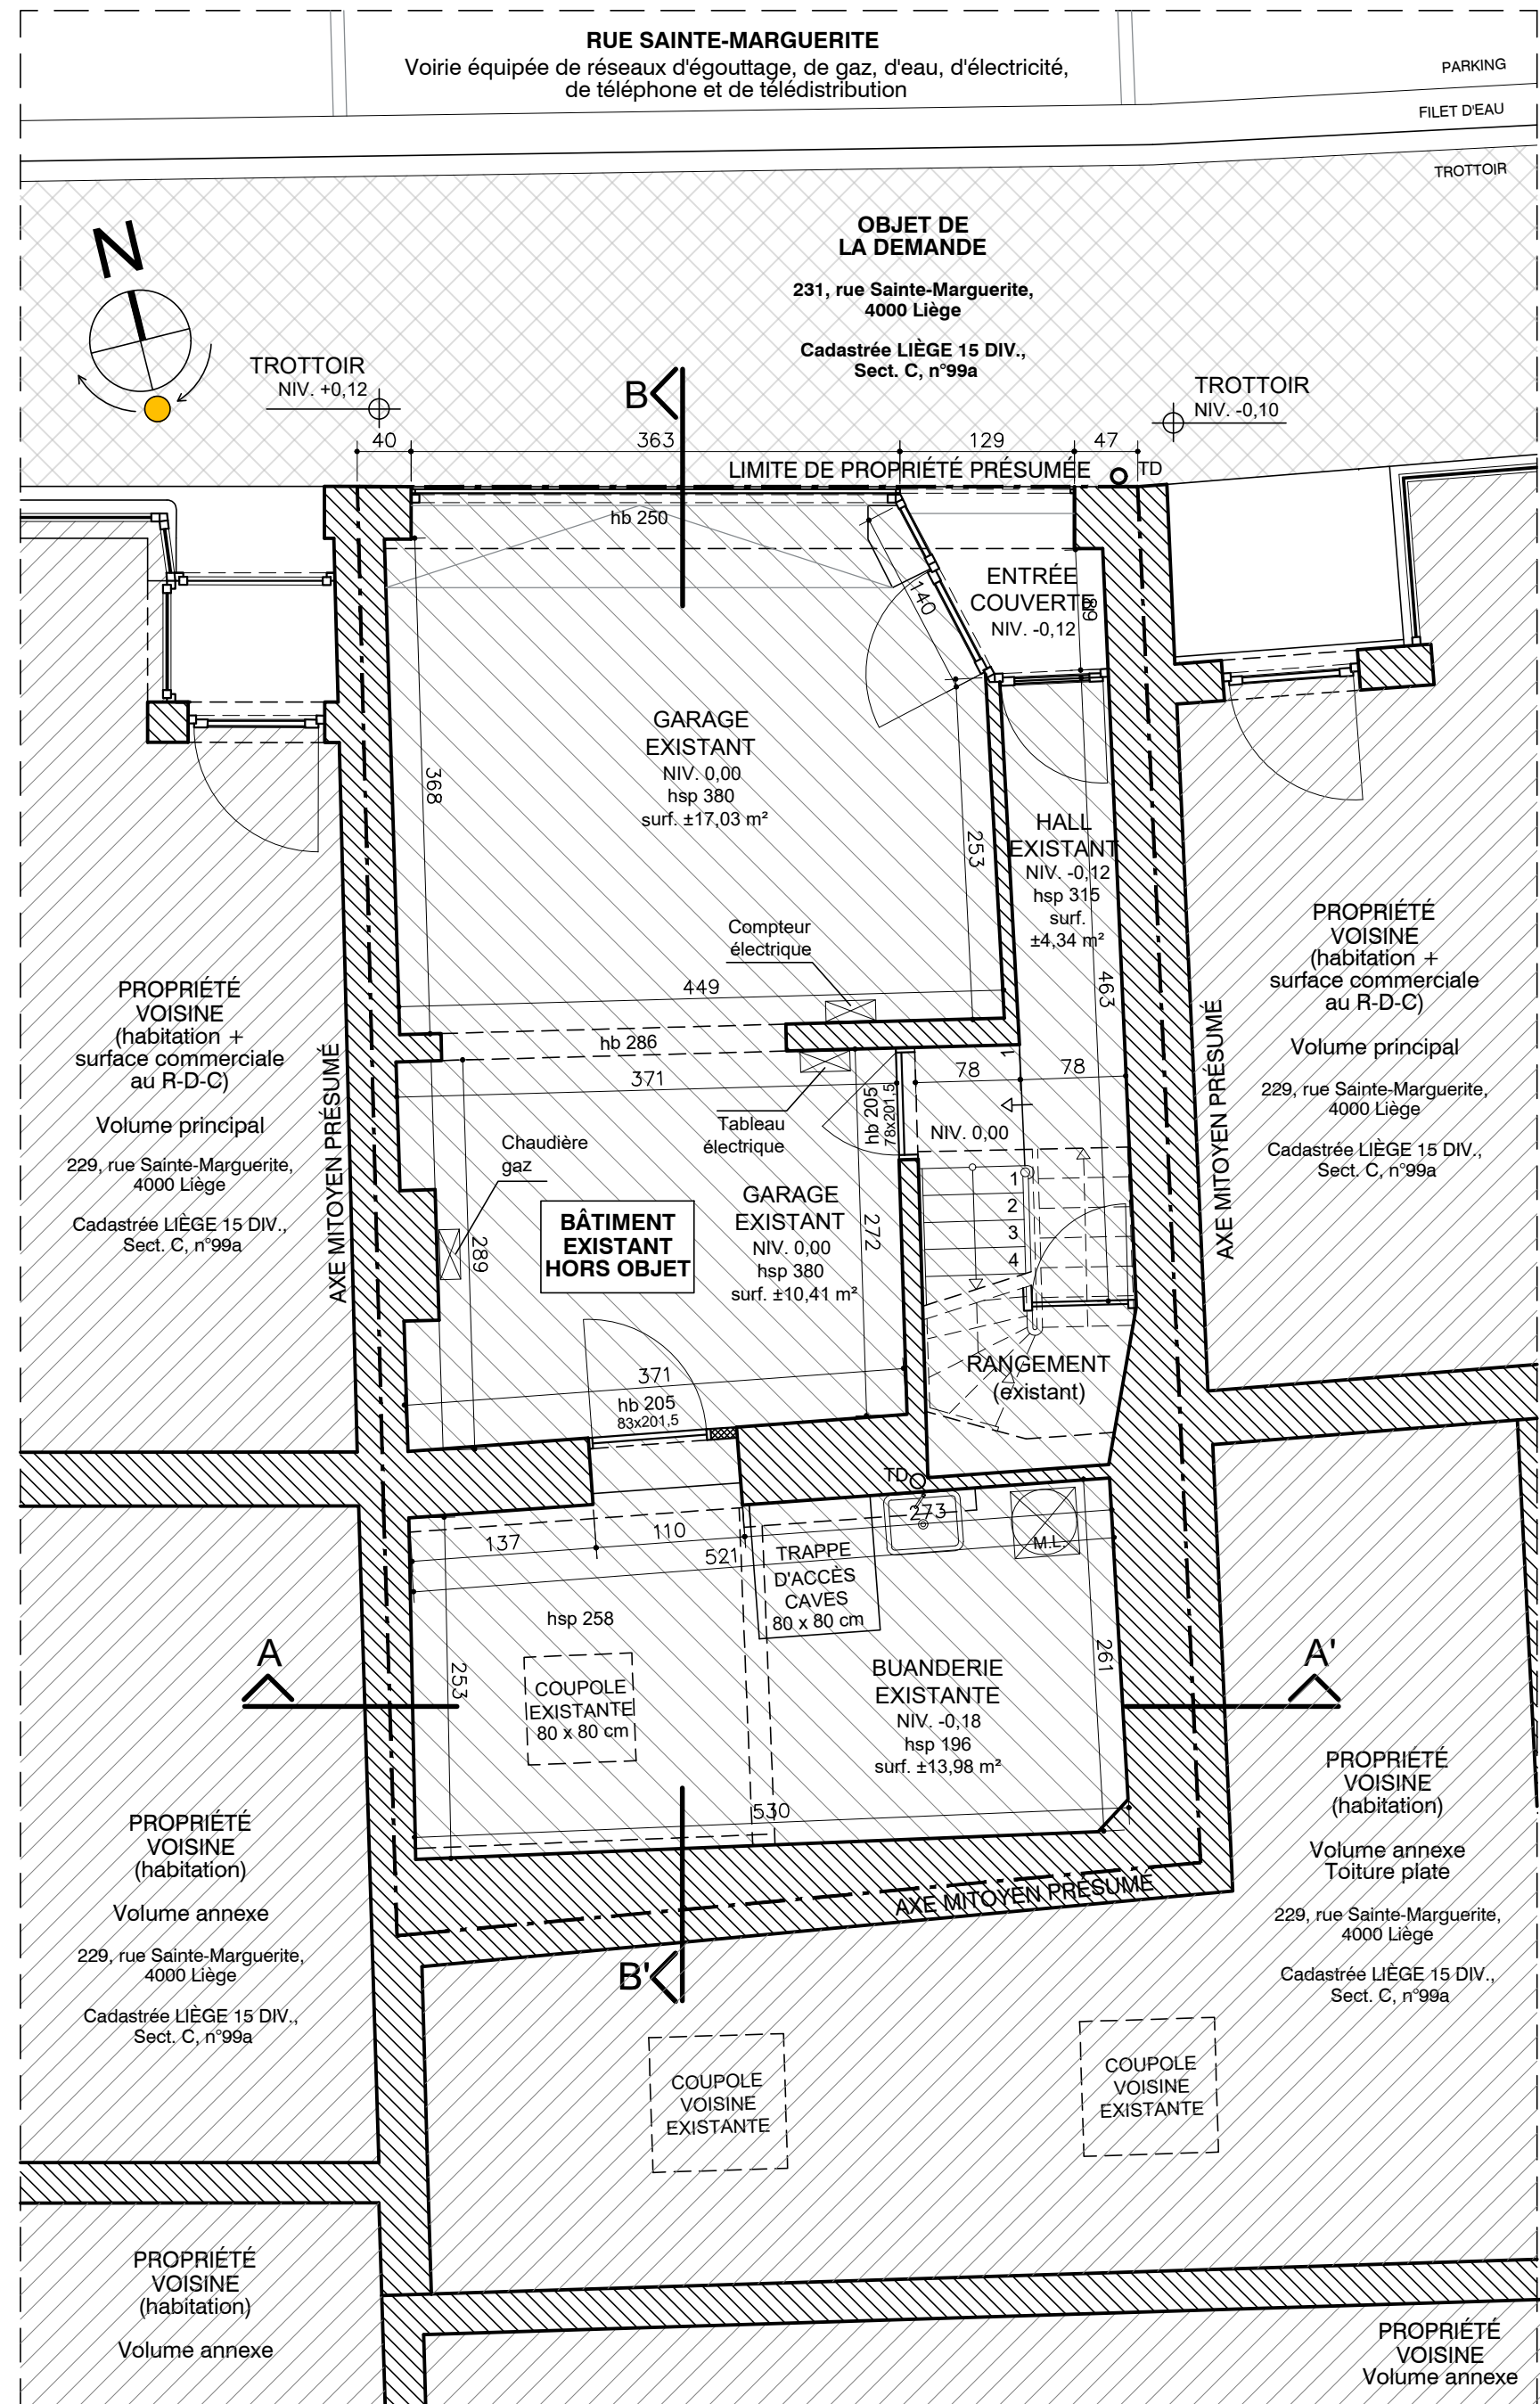 RUE SAINTE-MARGUERITE
Voirie équipée de réseaux d'égouttage, de gaz, d'eau, d'électricité,
de téléphone et de télédistribution
PARKING
FILET D'EAU
TROTTOIR
N
OBJET DE
LA DEMANDE
231, rue Sainte-Marguerite,
4000 Liège
Cadastrée LIÈGE 15 DIV.,
Sect. C, n°99a
TROTTOIR
NIV. +0,12
B
TROTTOIR
NIV. -0,10
40
363
129
47
LIMITE DE PROPRIÉTÉ PRÉSUMÉE
TD
hb 250
140
ENTRÉE
COUVERTE
NIV. -0,12
89
GARAGE
EXISTANT
NIV. 0,00
hsp 380
surf. ±17,03 m²
368
253
HALL
EXISTANT
NIV. -0,12
hsp 315
surf.
±4,34 m²
463
Compteur
électrique
449
hb 286
371
Tableau
électrique
hb 205
78x201,5
78
1
78
NIV. 0,00
1
2
3
4
Chaudière
gaz
289
BÂTIMENT
EXISTANT
HORS OBJET
GARAGE
EXISTANT
NIV. 0,00
hsp 380
surf. ±10,41 m²
272
RANGEMENT
(existant)
371
hb 205
83x201,5
PROPRIÉTÉ
VOISINE
(habitation +
surface commerciale
au R-D-C)
Volume principal
229, rue Sainte-Marguerite,
4000 Liège
Cadastrée LIÈGE 15 DIV.,
Sect. C, n°99a
AXE MITOYEN PRÉSUMÉ
AXE MITOYEN PRÉSUMÉ
PROPRIÉTÉ
VOISINE
(habitation +
surface commerciale
au R-D-C)
Volume principal
229, rue Sainte-Marguerite,
4000 Liège
Cadastrée LIÈGE 15 DIV.,
Sect. C, n°99a
TD
273
M.L.
137
110
521
TRAPPE
D'ACCÈS
CAVES
80 x 80 cm
hsp 258
A
A'
253
COUPOLE
EXISTANTE
80 x 80 cm
BUANDERIE
EXISTANTE
NIV. -0,18
hsp 196
surf. ±13,98 m²
261
530
AXE MITOYEN PRÉSUMÉ
B'
PROPRIÉTÉ
VOISINE
(habitation)
Volume annexe
229, rue Sainte-Marguerite,
4000 Liège
Cadastrée LIÈGE 15 DIV.,
Sect. C, n°99a
PROPRIÉTÉ
VOISINE
(habitation)
Volume annexe
Toiture plate
229, rue Sainte-Marguerite,
4000 Liège
Cadastrée LIÈGE 15 DIV.,
Sect. C, n°99a
COUPOLE
VOISINE
EXISTANTE
COUPOLE
VOISINE
EXISTANTE
PROPRIÉTÉ
VOISINE
(habitation)
Volume annexe
PROPRIÉTÉ
VOISINE
Volume annexe